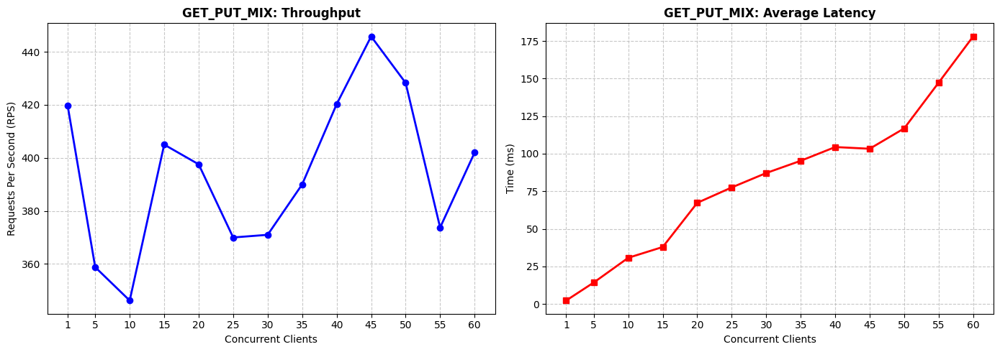 GET_PUT_MIX: Throughput
Requests Per Second (RPS)
440
420
400
380
360
1 5 10 15 20 25 30 35 40 45 50 55 60
Concurrent Clients
GET_PUT_MIX: Average Latency
Time (ms)
175
150
125
100
75
50
25
0
1 5 10 15 20 25 30 35 40 45 50 55 60
Concurrent Clients